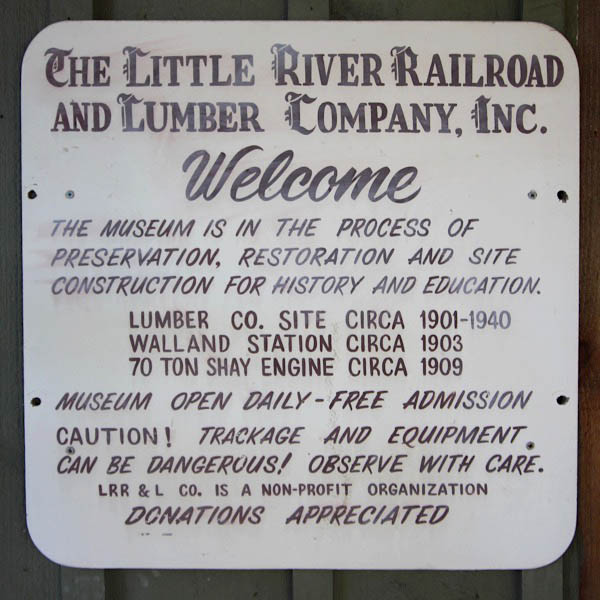 THE LITTLE RIVER RAILROAD
AND LUMBER COMPANY, INC.
Welcome
THE MUSEUM IS IN THE PROCESS OF
PRESERVATION, RESTORATION AND SITE
CONSTRUCTION FOR HISTORY AND EDUCATION.
LUMBER CO. SITE CIRCA 1901-1940
WALLAND STATION CIRCA 1903
70 TON SHAY ENGINE CIRCA 1909
MUSEUM OPEN DAILY - FREE ADMISSION
CAUTION! TRACKAGE AND EQUIPMENT
CAN BE DANGEROUS! OBSERVE WITH CARE.
LRR & L CO. IS A NON-PROFIT ORGANIZATION
DONATIONS APPRECIATED